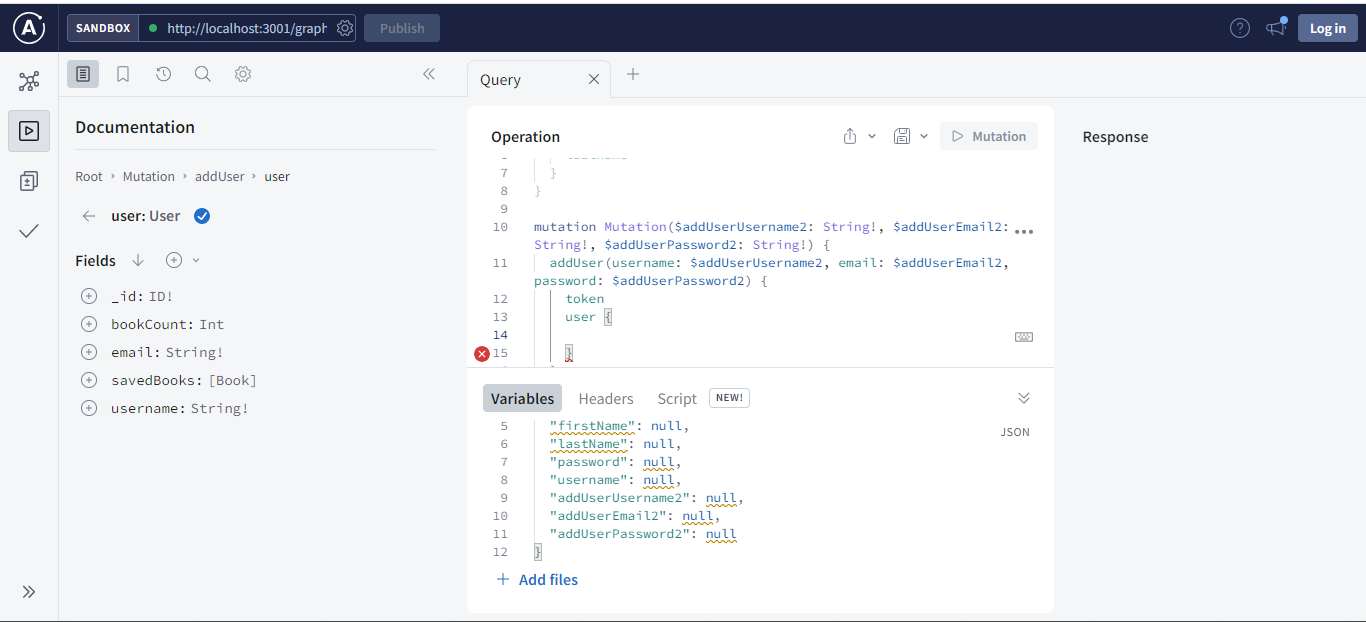 SANDBOX
http://localhost:3001/graph
Publish
Log in
Query
Documentation
Root > Mutation > addUser > user
user: User
Fields
_id: ID!
bookCount: Int
email: String!
savedBooks: [Book]
username: String!
Operation
Mutation
7 }
8 }
9
10 mutation Mutation($addUserUsername2: String!, $addUserEmail2:
String!, $addUserPassword2: String!) {
11 addUser(username: $addUserUsername2, email: $addUserEmail2,
password: $addUserPassword2) {
12 token
13 user {
14
15 }
Variables
Headers
Script
NEW!
JSON
5 "firstName": null,
6 "lastName": null,
7 "password": null,
8 "username": null,
9 "addUserUsername2": null,
10 "addUserEmail2": null,
11 "addUserPassword2": null
12 }
+ Add files
Response